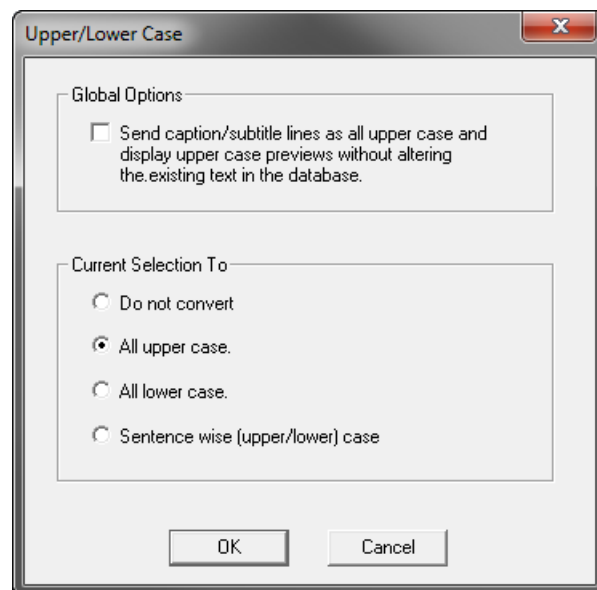 Upper/Lower Case
Global Options
Send caption/subtitle lines as all upper case and
display upper case previews without altering
the.existing text in the database.
Current Selection To
Do not convert
All upper case.
All lower case.
Sentence wise (upper/lower) case
OK
Cancel